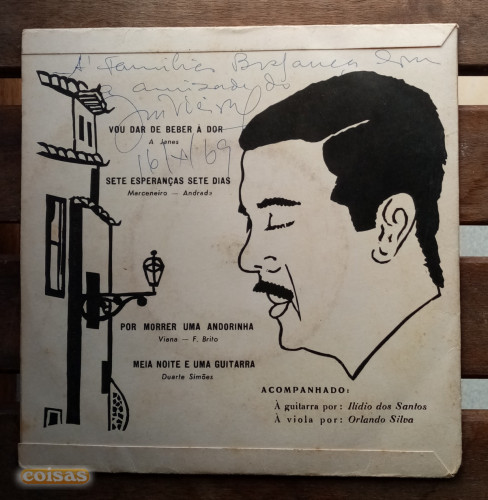 À Família Bragança com
a amizade do
VOU DAR DE BEBER À DOR
A. Janes
16/X/69
SETE ESPERANÇAS SETE DIAS
Marceneiro — Andrade
POR MORRER UMA ANDORINHA
Viana — F. Brito
MEIA NOITE E UMA GUITARRA
Duarte Simões
ACOMPANHADO:
À guitarra por: Ilídio dos Santos
À viola por: Orlando Silva
coisas